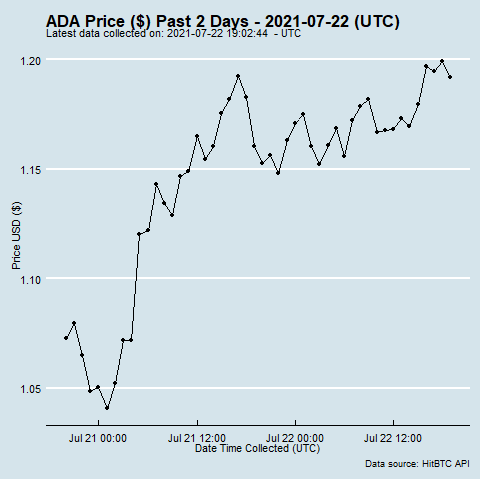 ADA Price ($) Past 2 Days - 2021-07-22 (UTC)
Latest data collected on: 2021-07-22 19:02:44 - UTC
1.20
1.15
1.10
1.05
Price USD ($)
Jul 21 00:00 Jul 21 12:00 Jul 22 00:00 Jul 22 12:00
Date Time Collected (UTC)
Data source: HitBTC API